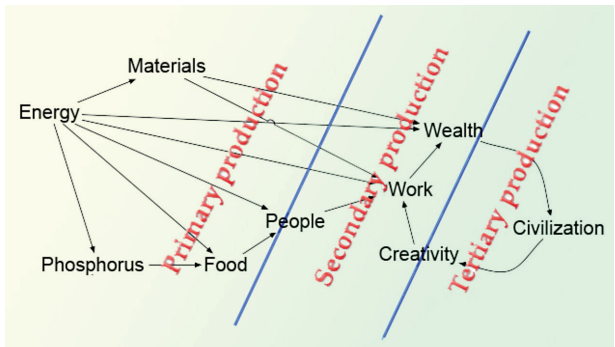 Materials
Energy
Wealth
Work
People
Civilization
Creativity
Phosphorus
Food
Primary production
Secondary production
Tertiary production